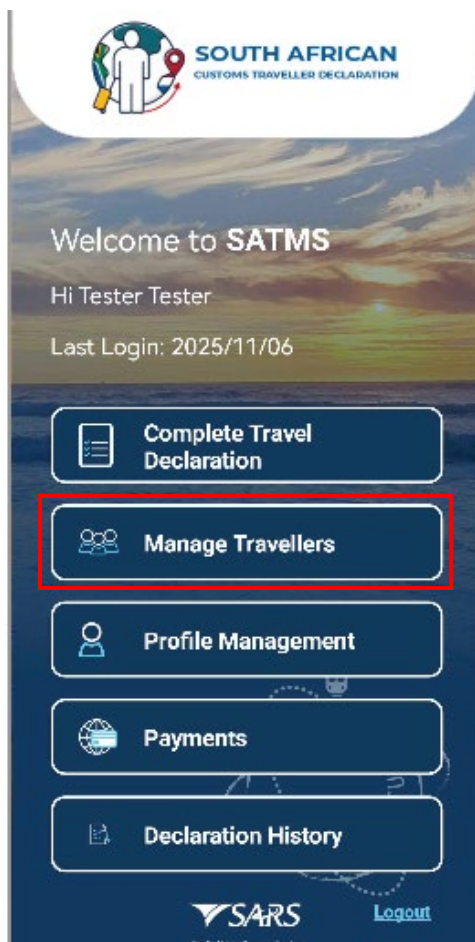 SOUTH AFRICAN
CUSTOMS TRAVELLER DECLARATION
Welcome to SATMS
Hi Tester Tester
Last Login: 2025/11/06
Complete Travel
Declaration
Manage Travellers
Profile Management
Payments
Declaration History
SARS
Logout